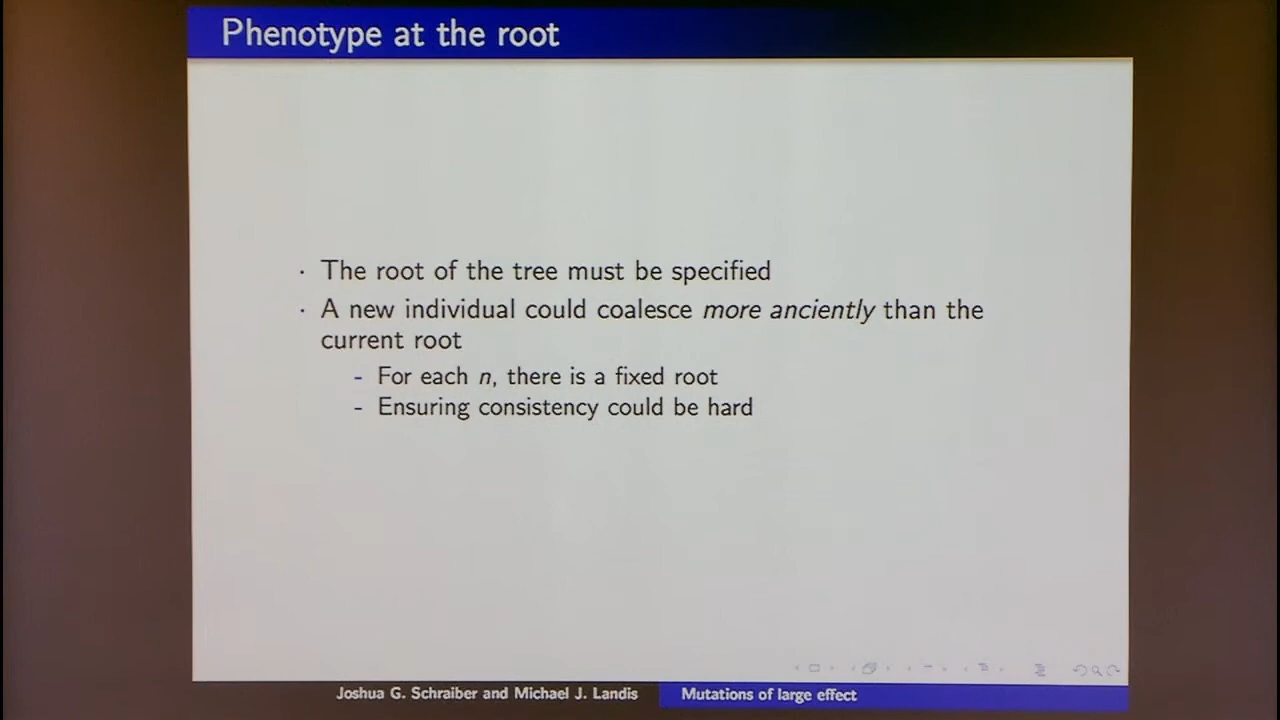 Phenotype at the root
· The root of the tree must be specified
· A new individual could coalesce more anciently than the
current root
- For each n, there is a fixed root
- Ensuring consistency could be hard
Joshua G. Schraiber and Michael J. Landis
Mutations of large effect